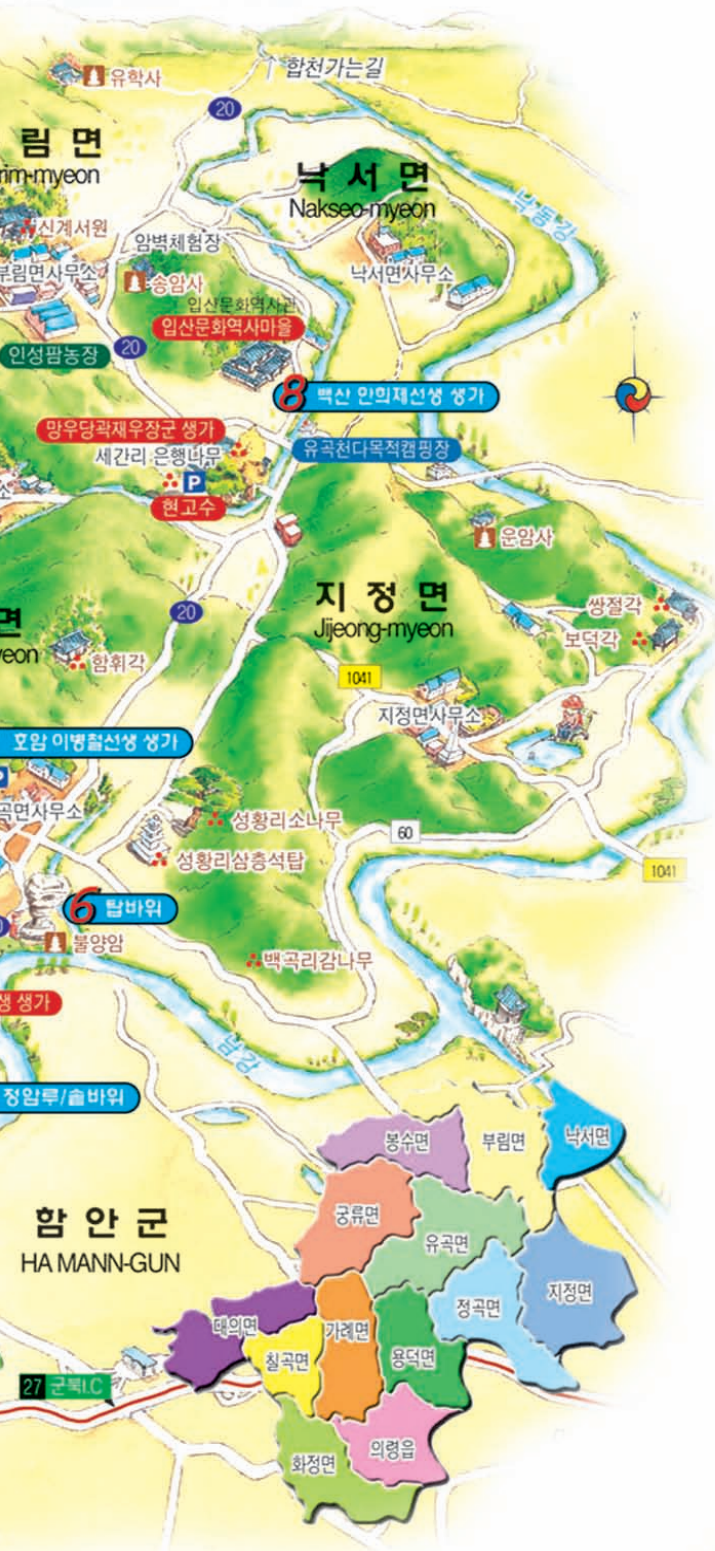 유학사
합천가는길
20
림 면
rim-myeon
낙 서 면
Nakseo-myeon
낙동강
신계서원
암벽체험장
부림면사무소
송암사
낙서면사무소
입산문화역사관
입산문화역사마을
인성팜농장
20
N
8 백산 안희제선생 생가
망우당곽재우장군 생가
세간리 은행나무
유곡천다목적캠핑장
소
P
현고수
운암사
지 정 면
Jijeong-myeon
쌍절각
보덕각
20
면
yeon
함휘각
1041
지정면사무소
호암 이병철선생 생가
P
곡면사무소
성황리소나무
60
성황리삼층석탑
1041
6 탑바위
불양암
백곡리감나무
생 생가
남강
정암루/솥바위
봉수면
부림면
낙서면
궁류면
유곡면
함 안 군
HA MANN-GUN
지정면
정곡면
대의면
가례면
칠곡면
용덕면
27 군북I.C
의령읍
화정면